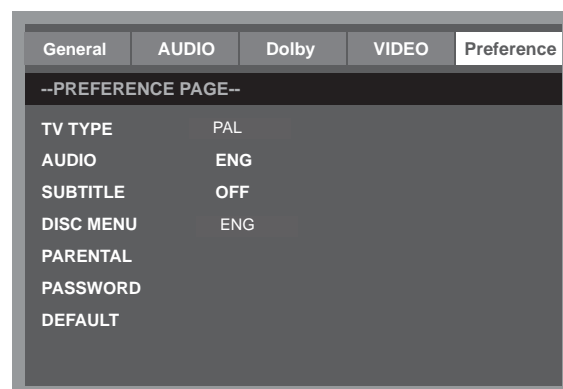 General AUDIO Dolby VIDEO Preference
--PREFERENCE PAGE--
TV TYPE PAL
AUDIO ENG
SUBTITLE OFF
DISC MENU ENG
PARENTAL
PASSWORD
DEFAULT